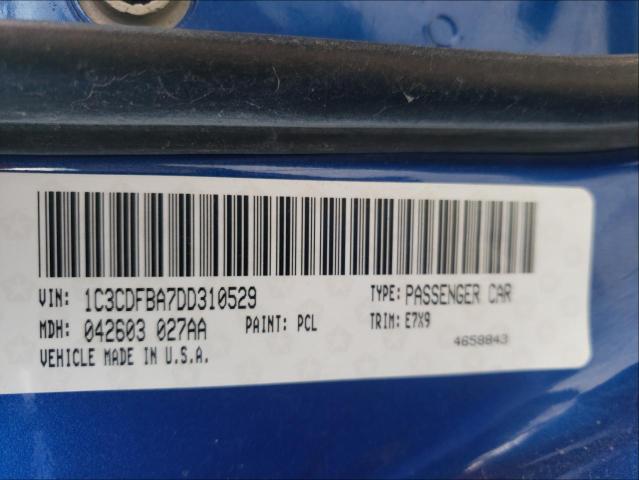 VIN: 1C3CDFBA7DD310529 TYPE: PASSENGER CAR
MDH: 042603 027AA PAINT: PCL TRIM: E7X9
VEHICLE MADE IN U.S.A. 4658843